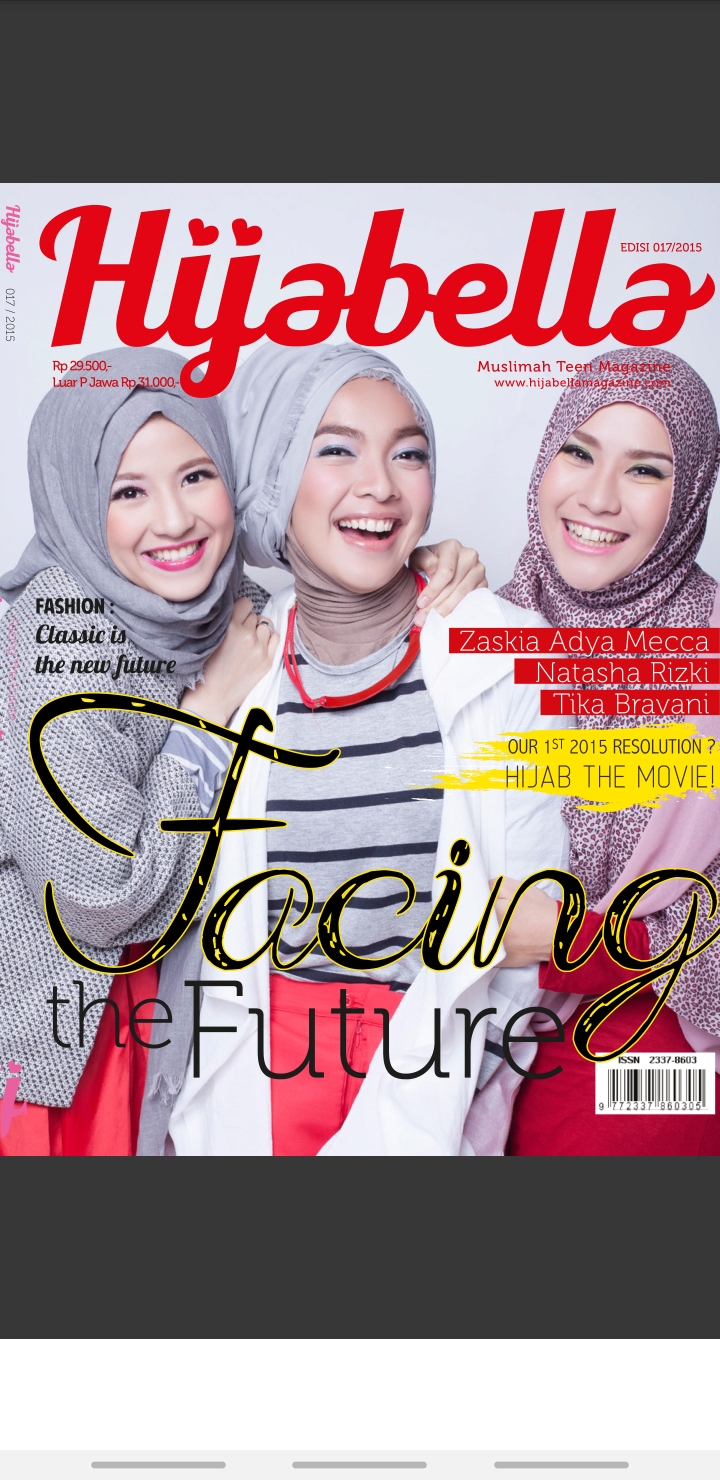 Hijabella
EDISI 017/2015
Hijabella
017 / 2015
Rp 29.500,-
Luar P Jawa Rp 31.000,-
Muslimah Teen Magazine
www.hijabellamagazine.com
FASHION :
Classic is
the new future
Zaskia Adya Mecca
Natasha Rizki
Tika Bravani
OUR 1ST 2015 RESOLUTION ?
HIJAB THE MOVIE!
Facing
the Future
ISSN 2337-8603
9 772337 860305